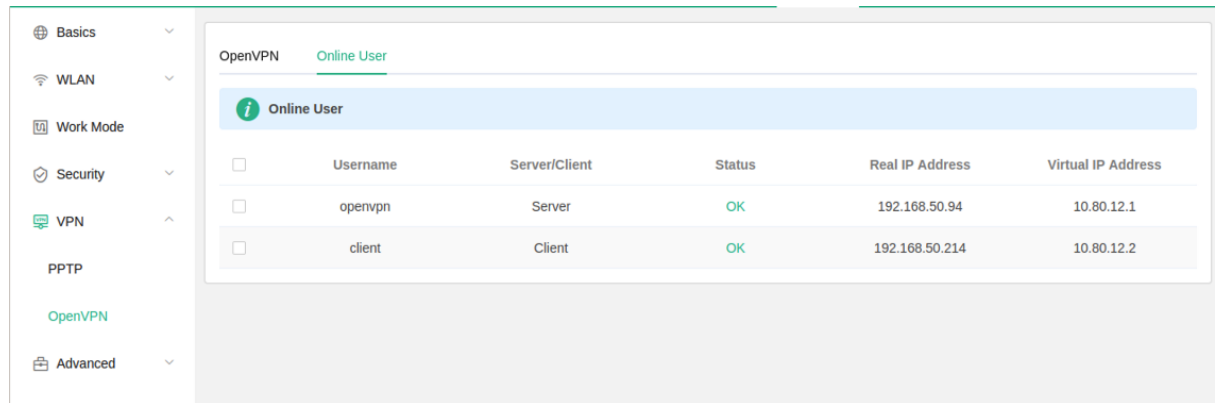 Basics
WLAN
Work Mode
Security
VPN
PPTP
OpenVPN
Advanced
OpenVPN Online User
Online User
Username Server/Client Status Real IP Address Virtual IP Address
openvpn Server OK 192.168.50.94 10.80.12.1
client Client OK 192.168.50.214 10.80.12.2